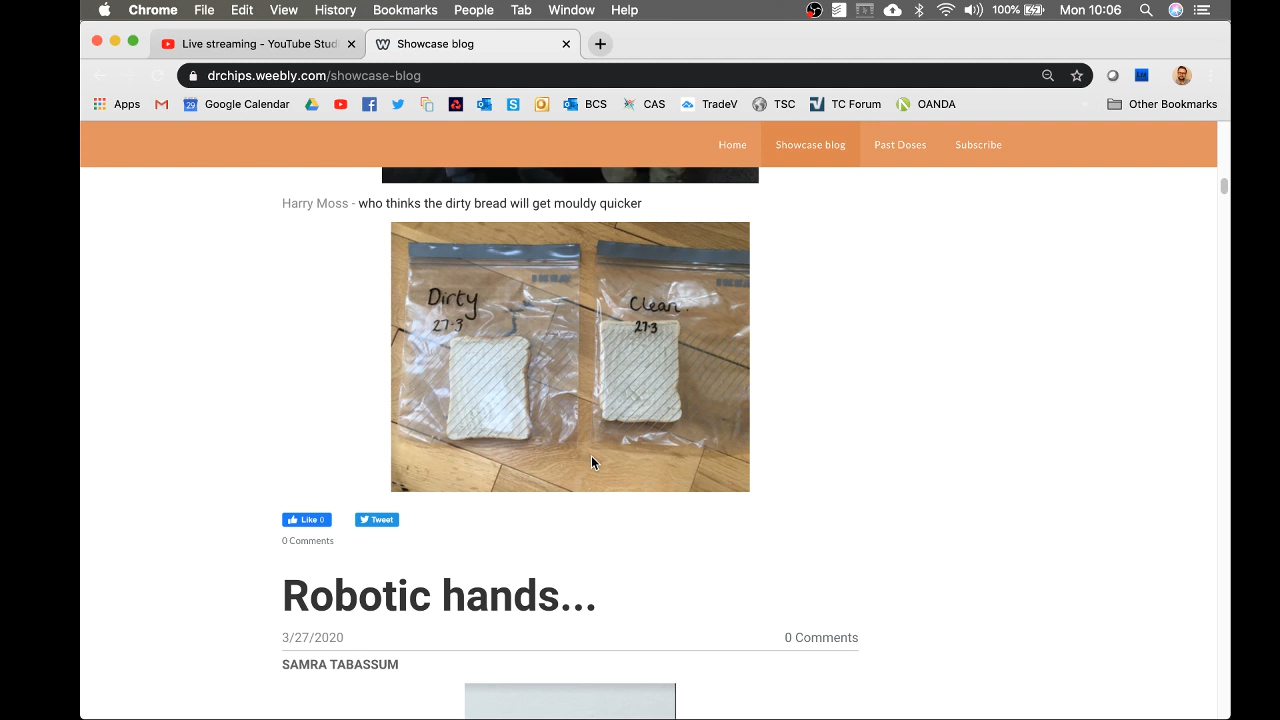 Chrome File Edit View History Bookmarks People Tab Window Help 100% Mon 10:06
Live streaming - YouTube Studi Showcase blog
drchips.weebly.com/showcase-blog
Apps Google Calendar BCS CAS TradeV TSC TC Forum OANDA Other Bookmarks
Home Showcase blog Past Doses Subscribe
Harry Moss - who thinks the dirty bread will get mouldy quicker
Dirty
27·3
Clean.
27·3
Like 0 Tweet
0 Comments
Robotic hands...
3/27/2020 0 Comments
SAMRA TABASSUM